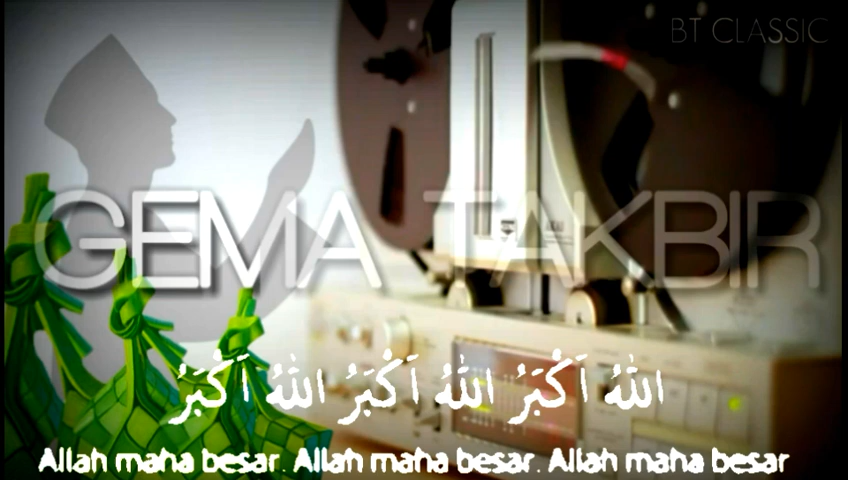 BT CLASSIC
GEMA TAKBIR
اللهُ اَكْبَرُ اللهُ اَكْبَرُ اللهُ اَكْبَرُ
Allah maha besar. Allah maha besar. Allah maha besar